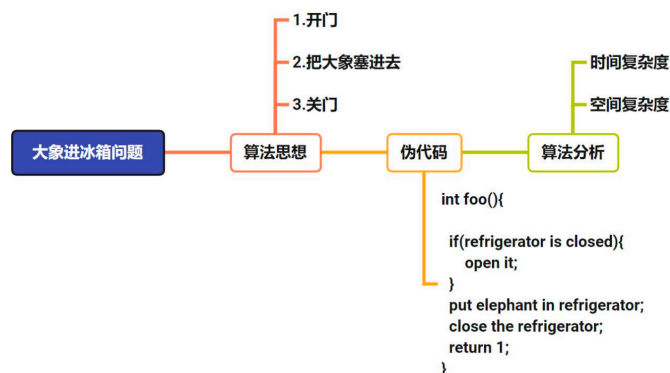 大象进冰箱问题
算法思想
1.开门
2.把大象塞进去
3.关门
伪代码
int foo(){
if(refrigerator is closed){
open it;
}
put elephant in refrigerator;
close the refrigerator;
return 1;
}
算法分析
时间复杂度
空间复杂度